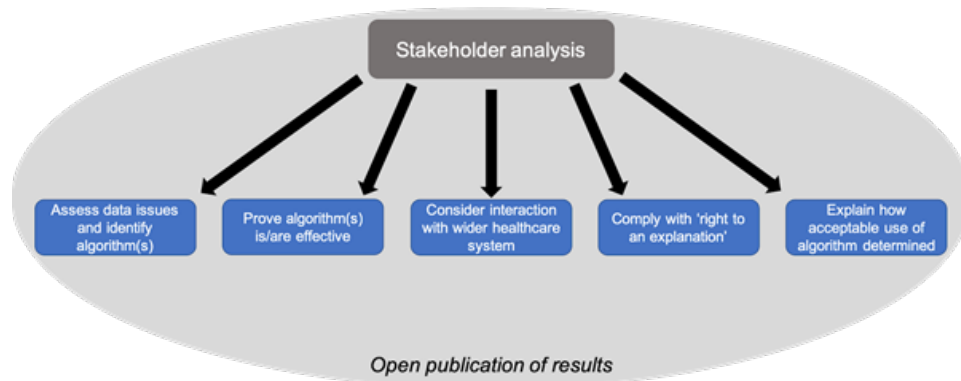 Stakeholder analysis
Assess data issues
and identify
algorithm(s)
Prove algorithm(s)
is/are effective
Consider interaction
with wider healthcare
system
Comply with ‘right to
an explanation’
Explain how
acceptable use of
algorithm determined
Open publication of results